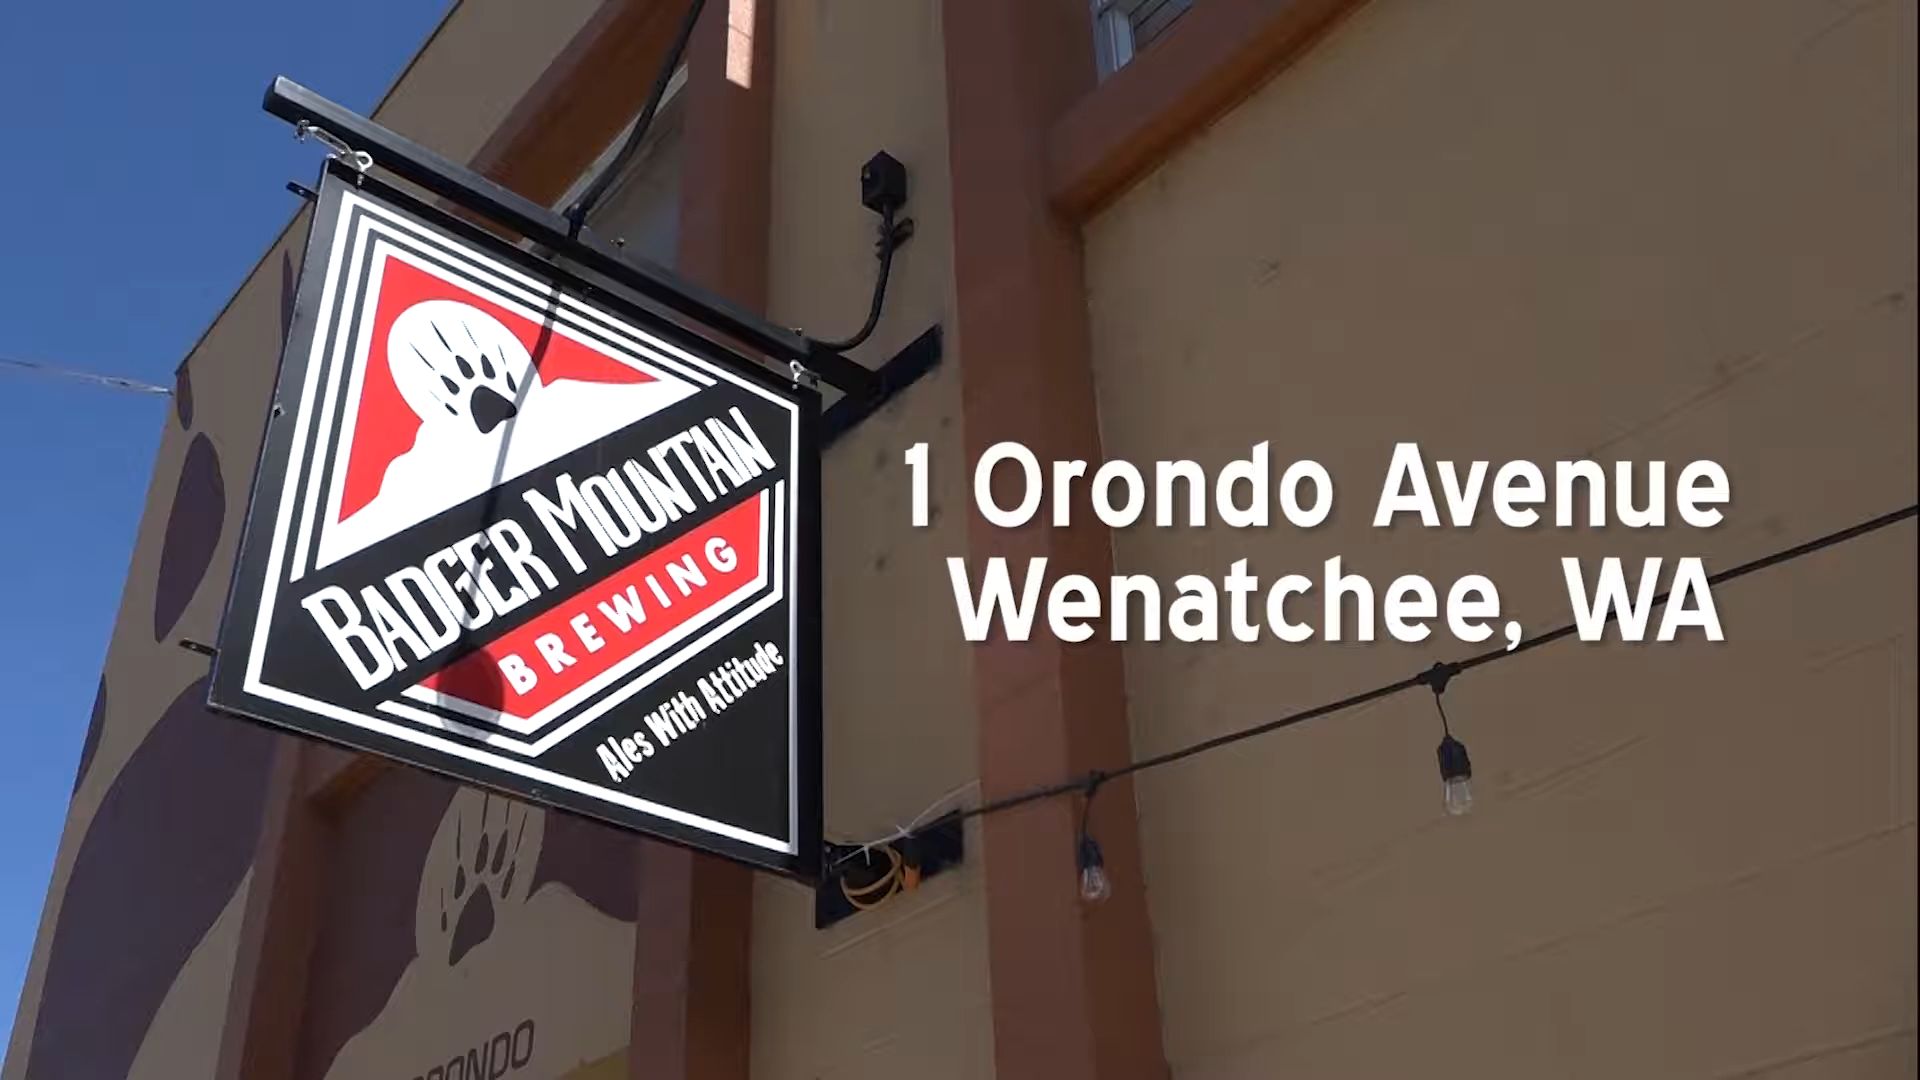 BADGER MOUNTAIN
BREWING
Ales With Attitude
1 Orondo Avenue
Wenatchee, WA